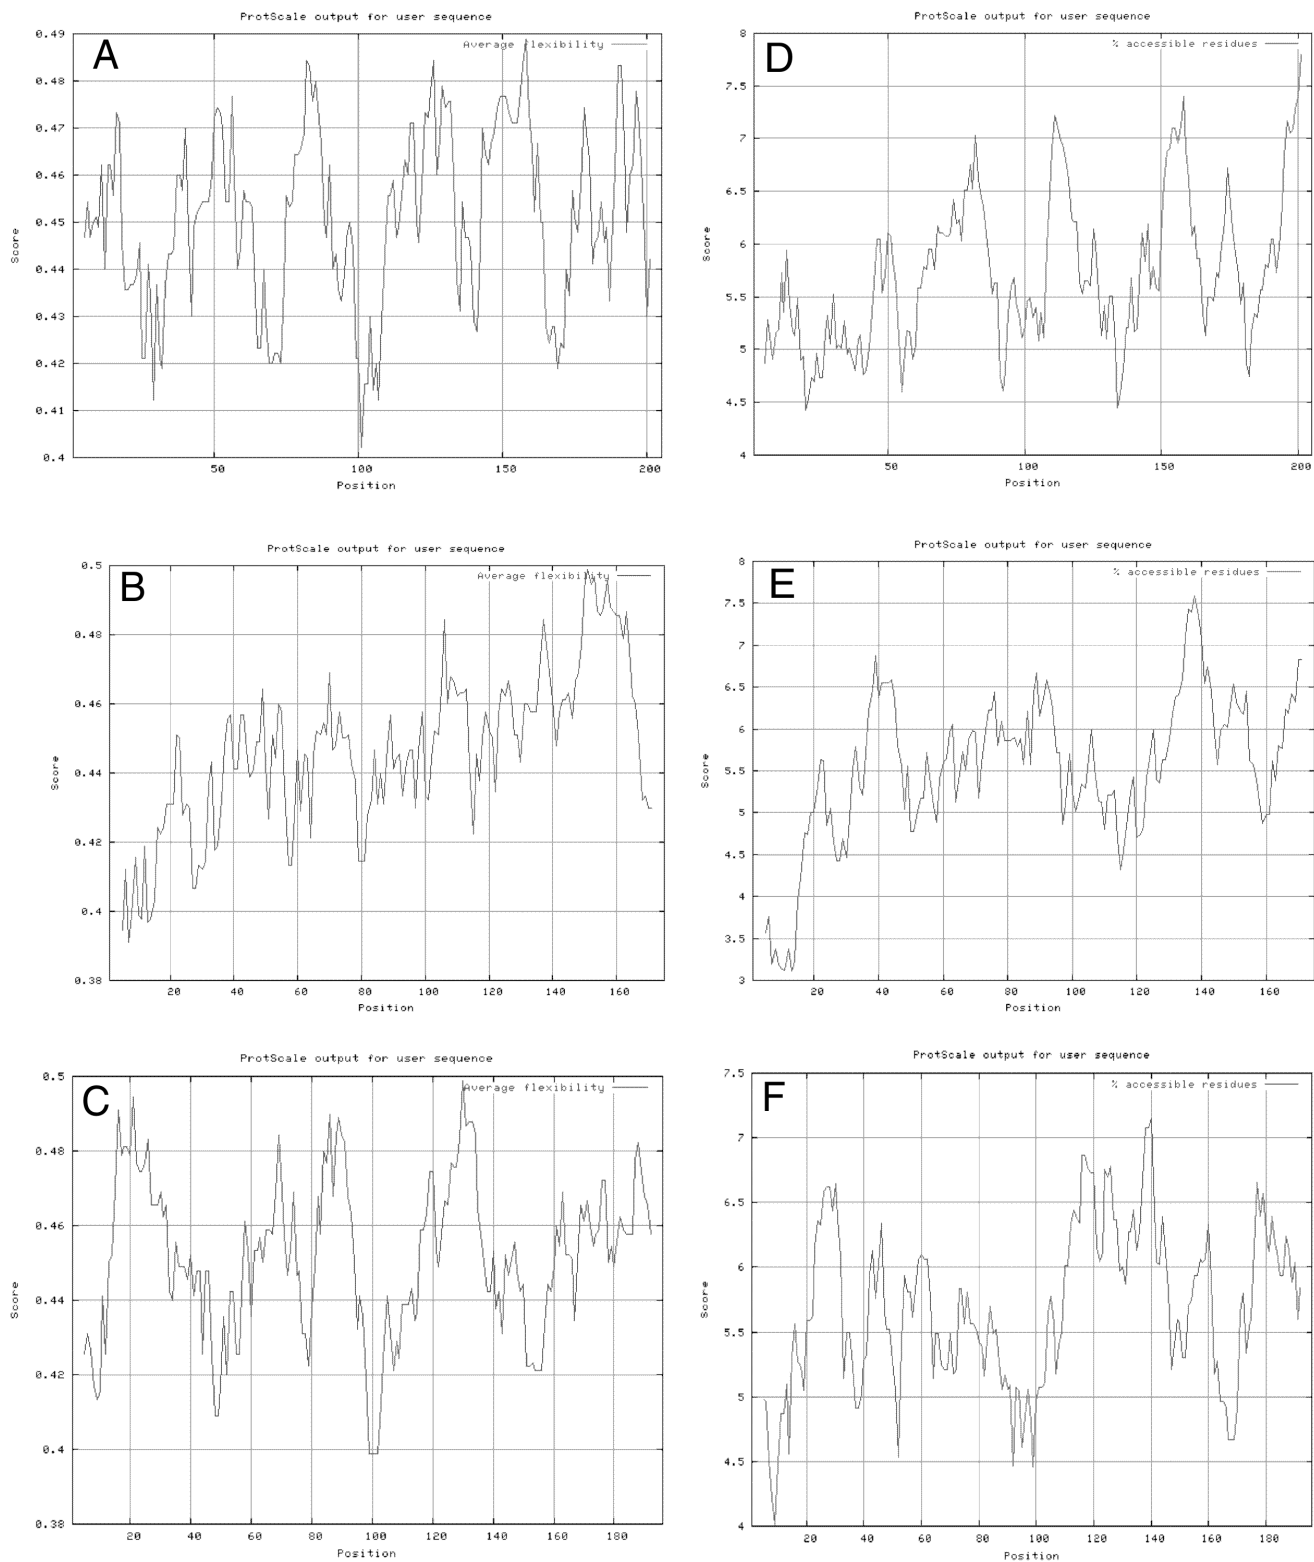 ProtScale output for user sequence
A
Average flexibility
0.49
0.48
0.47
0.46
0.45
0.44
0.43
0.42
0.41
0.4
Score
50 100 150 200
Position
ProtScale output for user sequence
D
% accessible residues
8
7.5
7
6.5
6
5.5
5
4.5
4
Score
50 100 150 200
Position
ProtScale output for user sequence
B
Average flexibility
0.5
0.48
0.46
0.44
0.42
0.4
0.38
Score
20 40 60 80 100 120 140 160
Position
ProtScale output for user sequence
E
% accessible residues
8
7.5
7
6.5
6
5.5
5
4.5
4
3.5
3
Score
20 40 60 80 100 120 140 160
Position
ProtScale output for user sequence
C
Average flexibility
0.5
0.48
0.46
0.44
0.42
0.4
0.38
Score
20 40 60 80 100 120 140 160 180
Position
ProtScale output for user sequence
F
% accessible residues
7.5
7
6.5
6
5.5
5
4.5
4
Score
20 40 60 80 100 120 140 160 180
Position